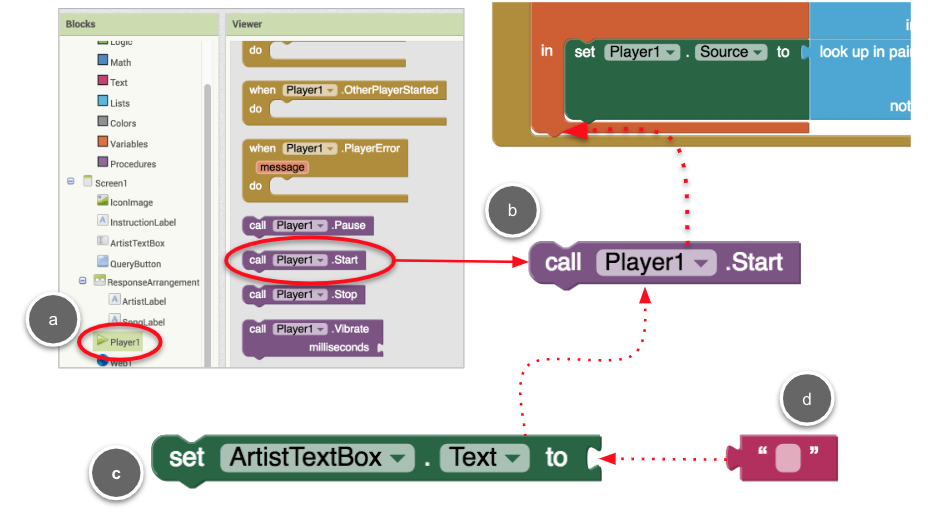 Blocks
Logic
Math
Text
Lists
Colors
Variables
Procedures
Screen1
IconImage
InstructionLabel
ArtistTextBox
QueryButton
ResponseArrangement
ArtistLabel
SongLabel
Player1
Web1
Viewer
do
when Player1 .OtherPlayerStarted
do
when Player1 .PlayerError
message
do
call Player1 .Pause
call Player1 .Start
call Player1 .Stop
call Player1 .Vibrate
milliseconds
in set Player1 . Source to look up in pair
not
a
b
call Player1 .Start
c
set ArtistTextBox . Text to
d
“ ”